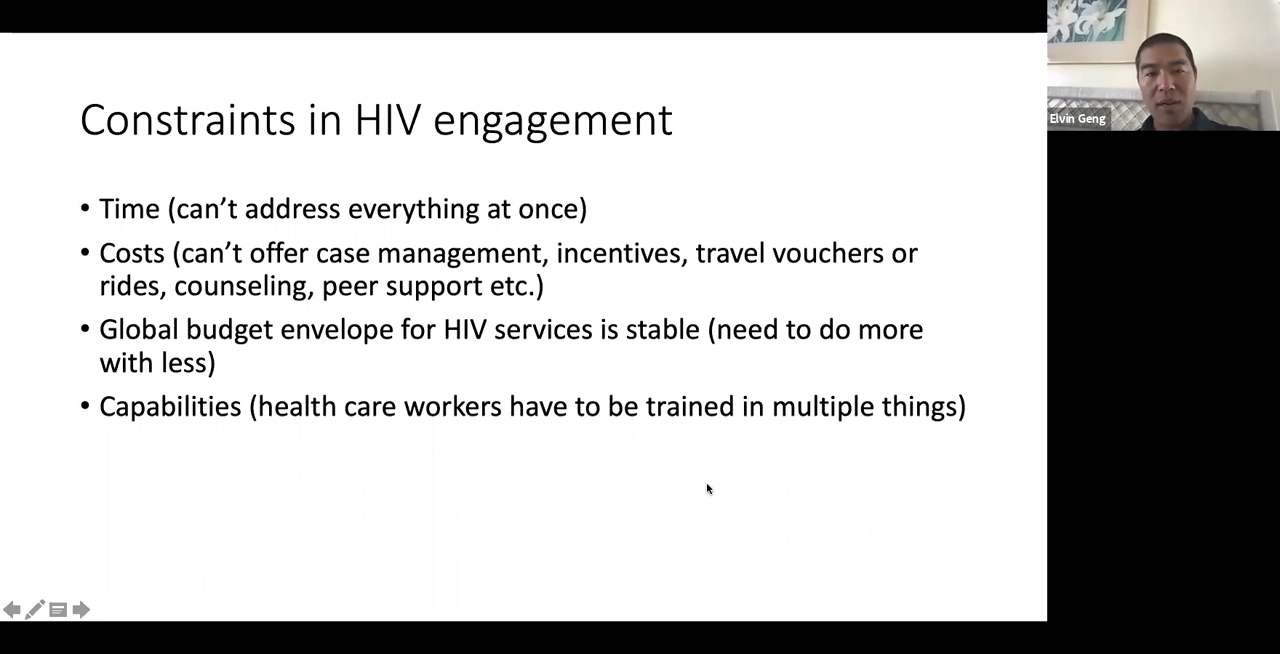 Constraints in HIV engagement
• Time (can’t address everything at once)
• Costs (can’t offer case management, incentives, travel vouchers or
rides, counseling, peer support etc.)
• Global budget envelope for HIV services is stable (need to do more
with less)
• Capabilities (health care workers have to be trained in multiple things)
Elvin Geng